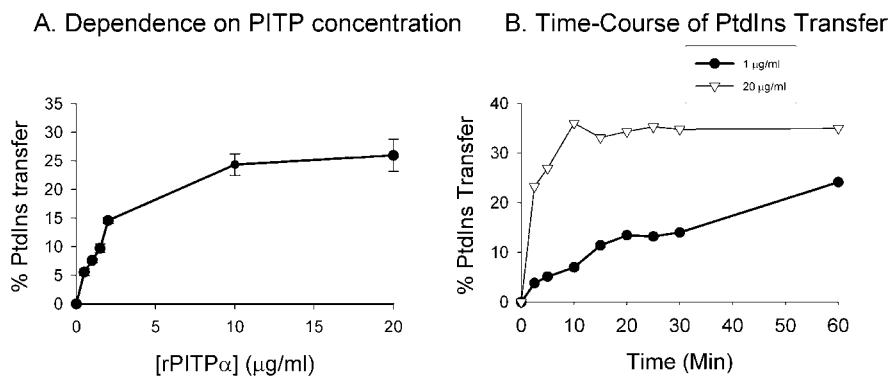 A. Dependence on PITP concentration
35
30
25
20
15
10
5
0
% PtdIns transfer
0 5 10 15 20
[rPITPα] (μg/ml)
B. Time-Course of PtdIns Transfer
1 μg/ml
20 μg/ml
40
30
20
10
0
% PtdIns Transfer
0 10 20 30 40 50 60
Time (Min)